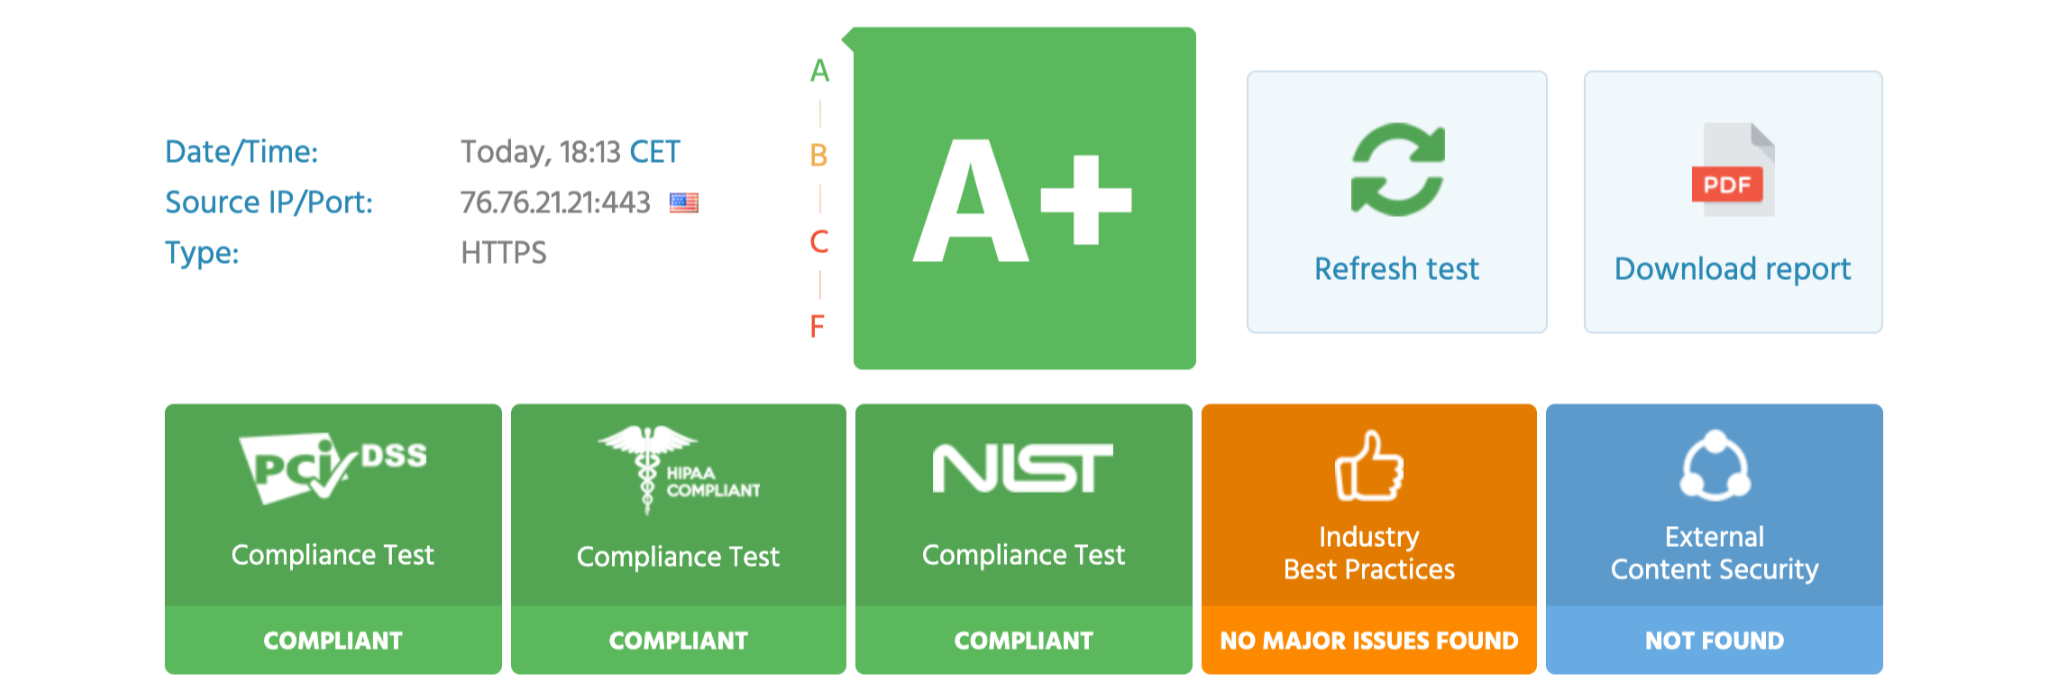 Date/Time: Today, 18:13 CET
Source IP/Port: 76.76.21.21:443
Type: HTTPS
A
B
C
F
A+
Refresh test
PDF
Download report
PCI DSS
Compliance Test
COMPLIANT
HIPAA
COMPLIANT
Compliance Test
COMPLIANT
NIST
Compliance Test
COMPLIANT
Industry
Best Practices
NO MAJOR ISSUES FOUND
External
Content Security
NOT FOUND